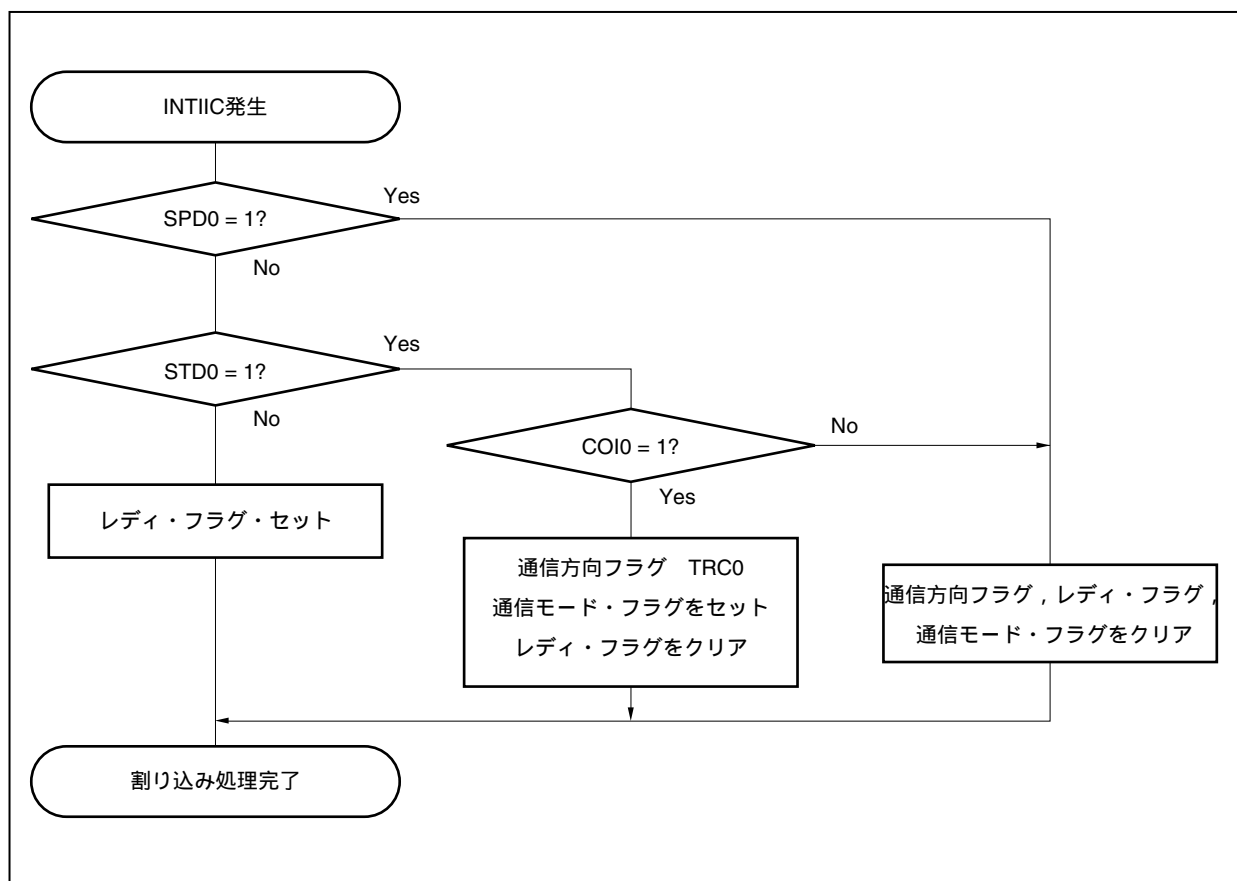 INTIIC発生
SPD0 = 1?
Yes
No
STD0 = 1?
Yes
No
COI0 = 1?
No
Yes
レディ・フラグ・セット
通信方向フラグ　TRC0
通信モード・フラグをセット
レディ・フラグをクリア
通信方向フラグ，レディ・フラグ，
通信モード・フラグをクリア
割り込み処理完了